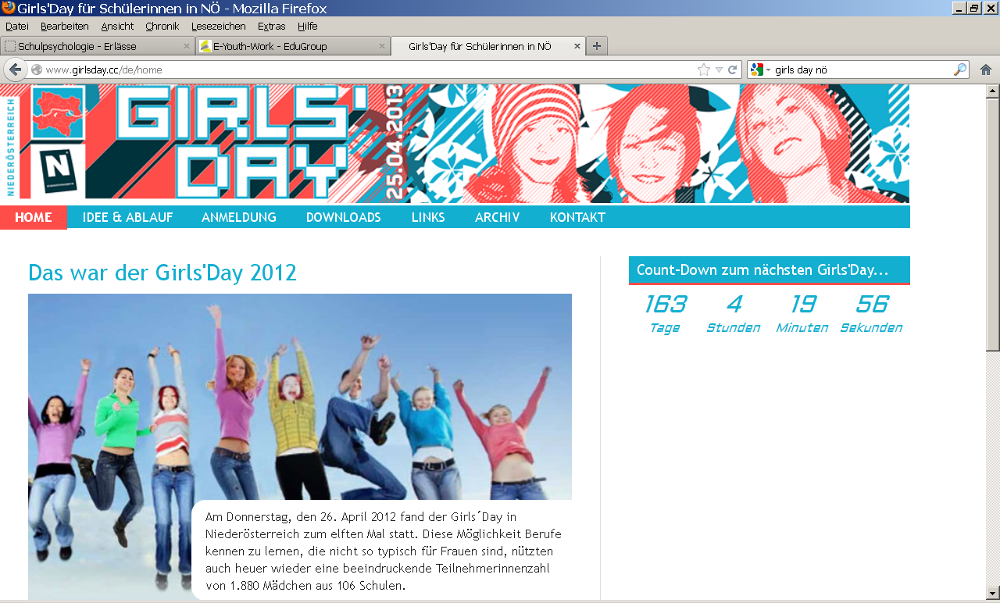 Girls'Day für Schülerinnen in NÖ - Mozilla Firefox
Datei Bearbeiten Ansicht Chronik Lesezeichen Extras Hilfe
Schulpsychologie - Erlässe
E-Youth-Work - EduGroup
Girls'Day für Schülerinnen in NÖ
www.girlsday.cc/de/home
girls day nö
NIEDERÖSTERREICH
N
GIRLS'
DAY
25.04.2013
HOME IDEE & ABLAUF ANMELDUNG DOWNLOADS LINKS ARCHIV KONTAKT
Das war der Girls'Day 2012
Am Donnerstag, den 26. April 2012 fand der Girls´Day in
Niederösterreich zum elften Mal statt. Diese Möglichkeit Berufe
kennen zu lernen, die nicht so typisch für Frauen sind, nützten
auch heuer wieder eine beeindruckende Teilnehmerinnenzahl
von 1.880 Mädchen aus 106 Schulen.
Count-Down zum nächsten Girls'Day...
163 4 19 56
Tage Stunden Minuten Sekunden